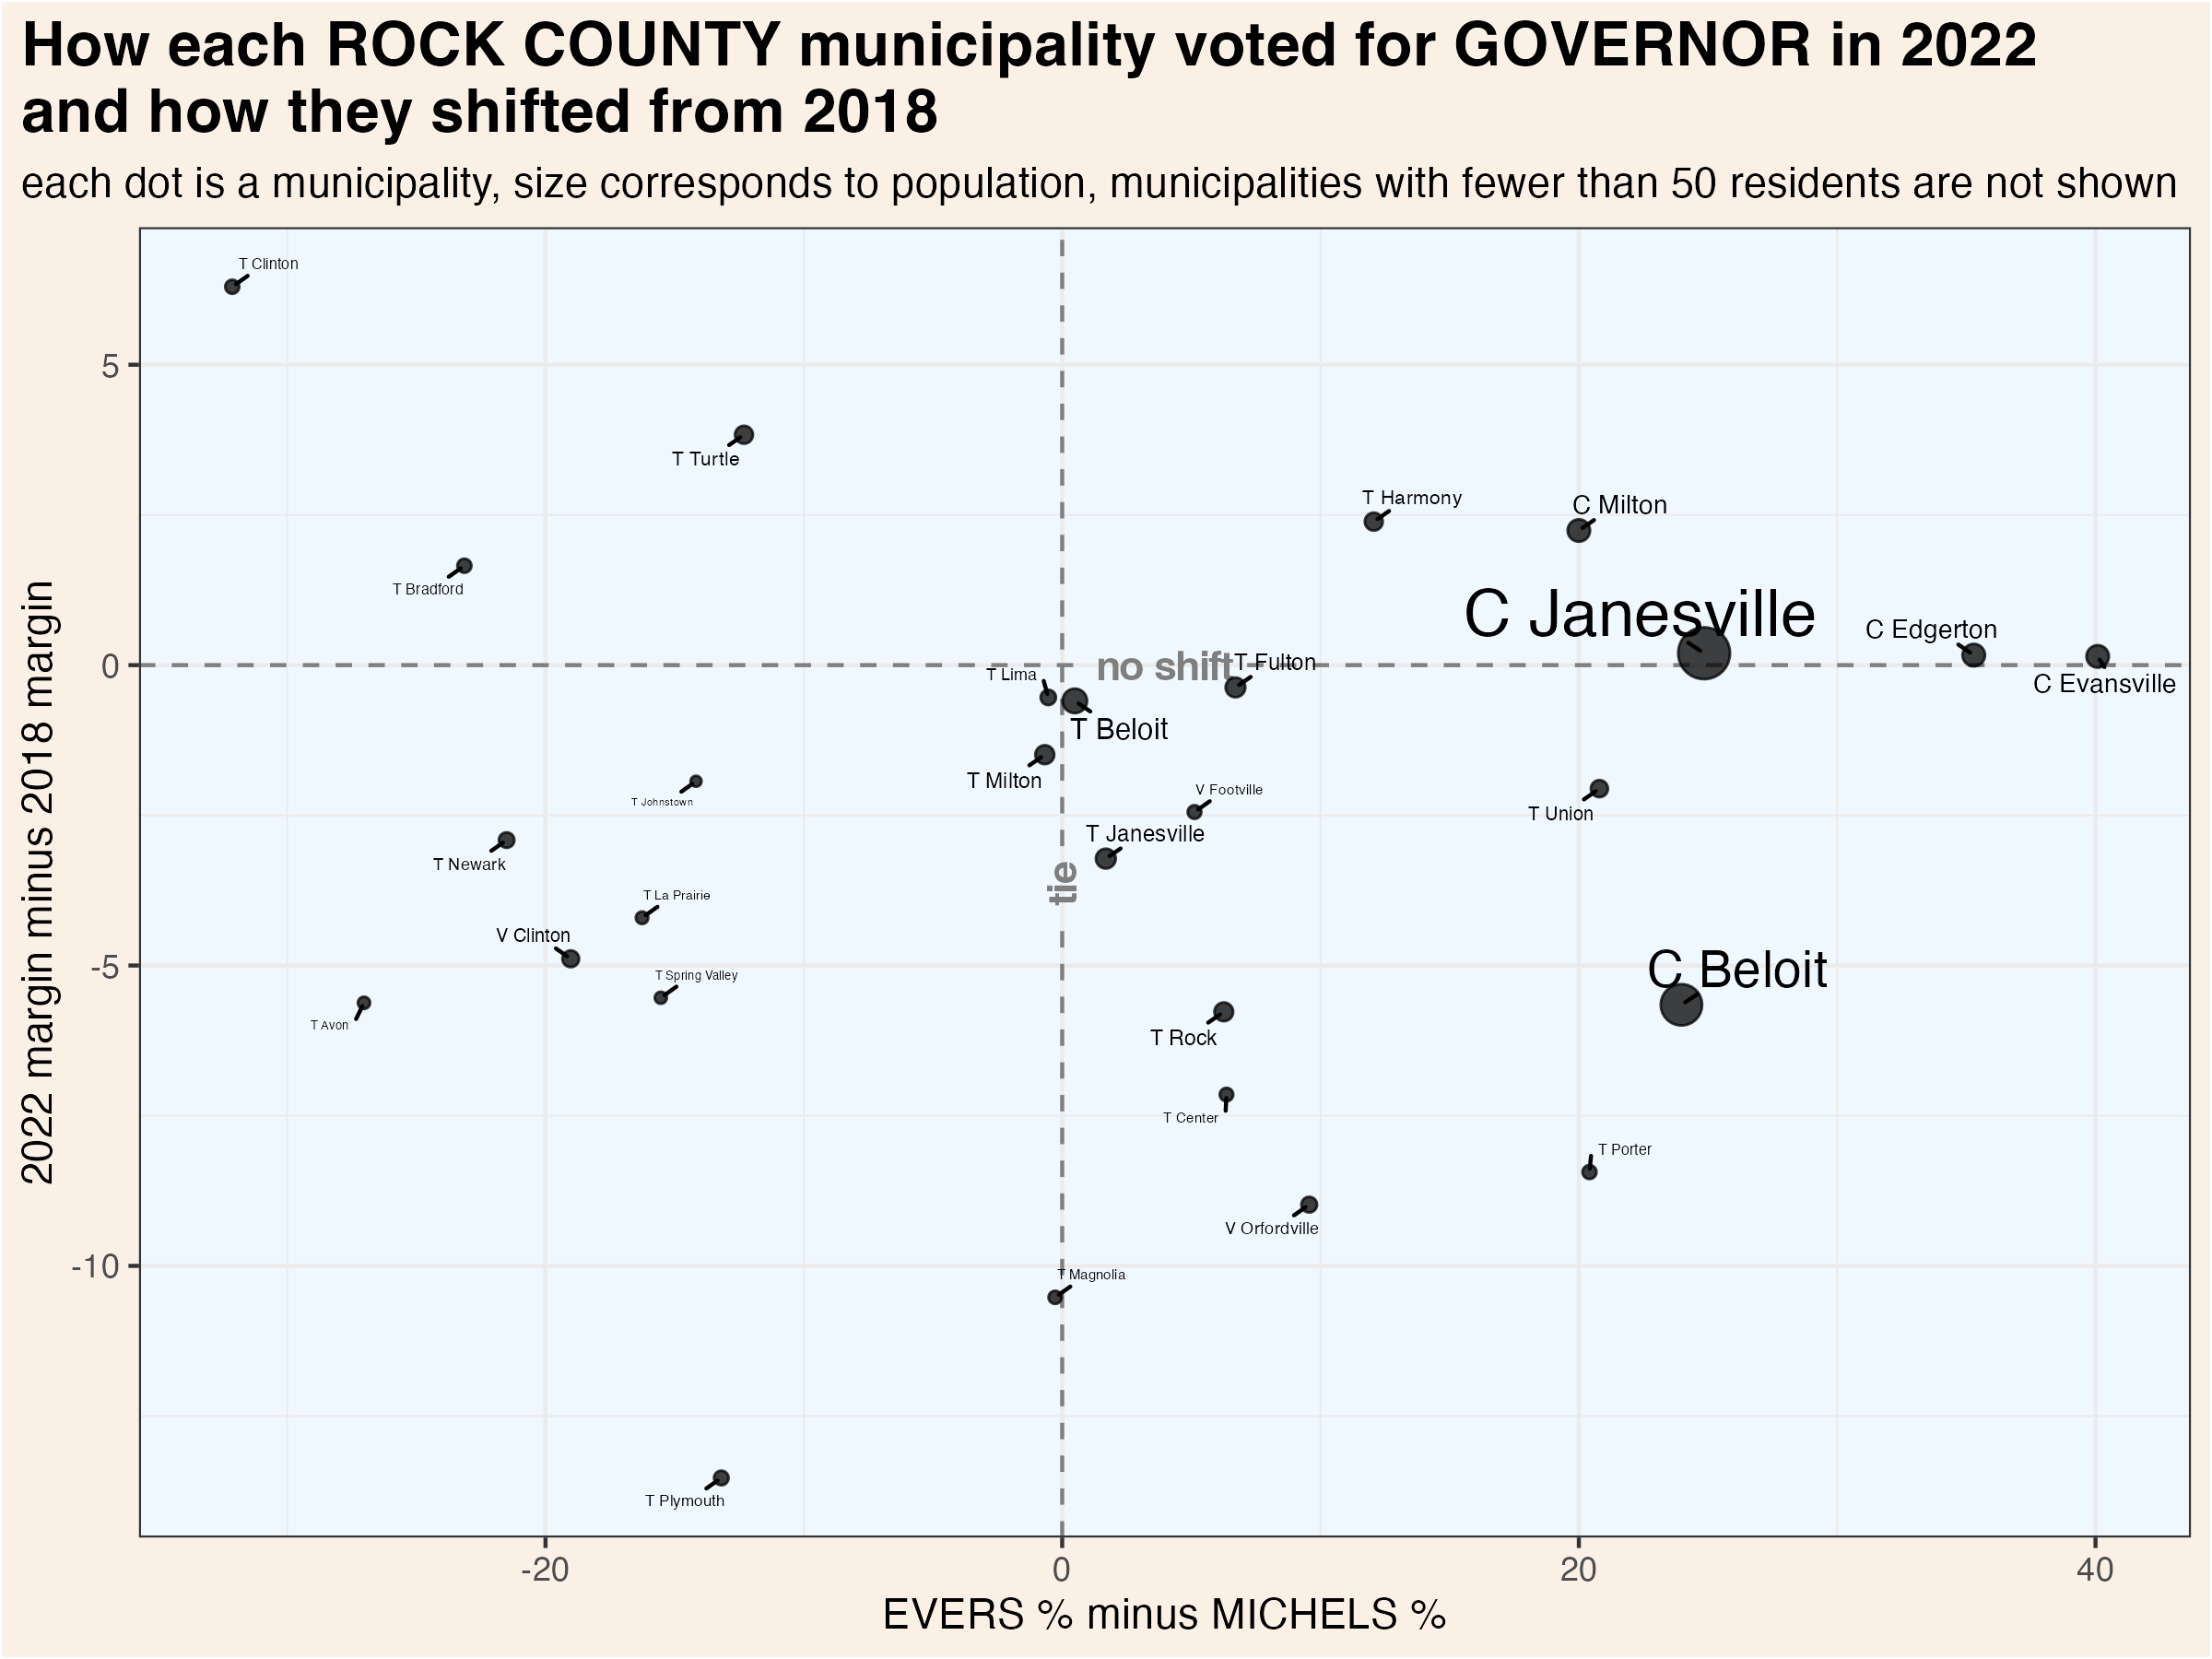 How each ROCK COUNTY municipality voted for GOVERNOR in 2022
and how they shifted from 2018
each dot is a municipality, size corresponds to population, municipalities with fewer than 50 residents are not shown
T Clinton
5
T Turtle
T Harmony
C Milton
T Bradford
C Janesville
C Edgerton
0
no shift
T Fulton
T Lima
C Evansville
T Beloit
T Milton
V Footville
T Johnstown
T Union
T Janesville
T Newark
tie
T La Prairie
V Clinton
-5
C Beloit
T Spring Valley
T Avon
T Rock
T Center
T Porter
V Orfordville
-10
T Magnolia
T Plymouth
2022 margin minus 2018 margin
-20
0
20
40
EVERS % minus MICHELS %